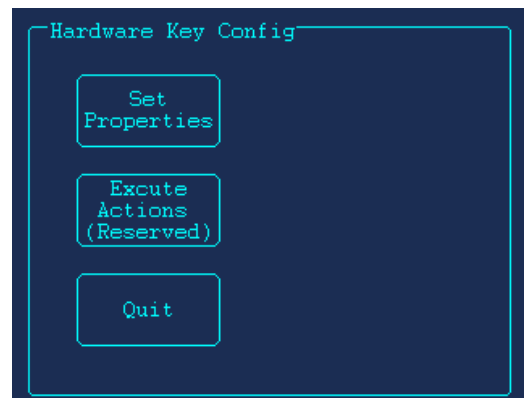 Hardware Key Config
Set
Properties
Excute
Actions
(Reserved)
Quit